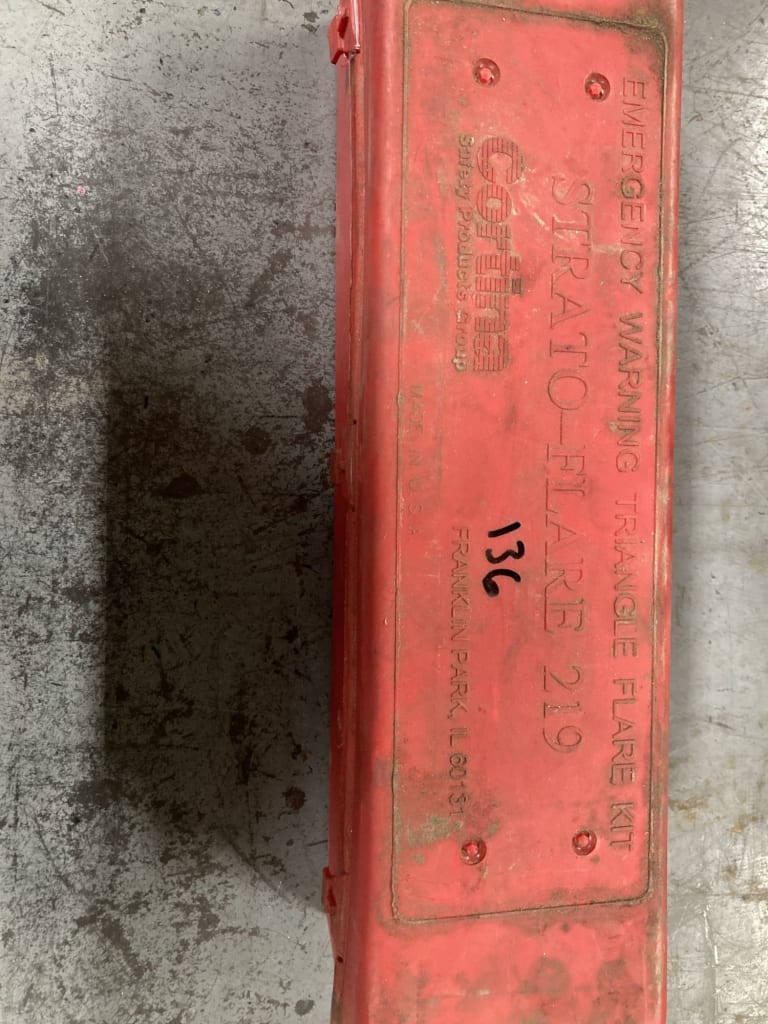 EMERGENCY WARNING TRIANGLE FLARE KIT
STRATO-FLARE 219
Cortina
Safety Products Group
136
FRANKLIN PARK, IL 60131
MADE IN U.S.A.